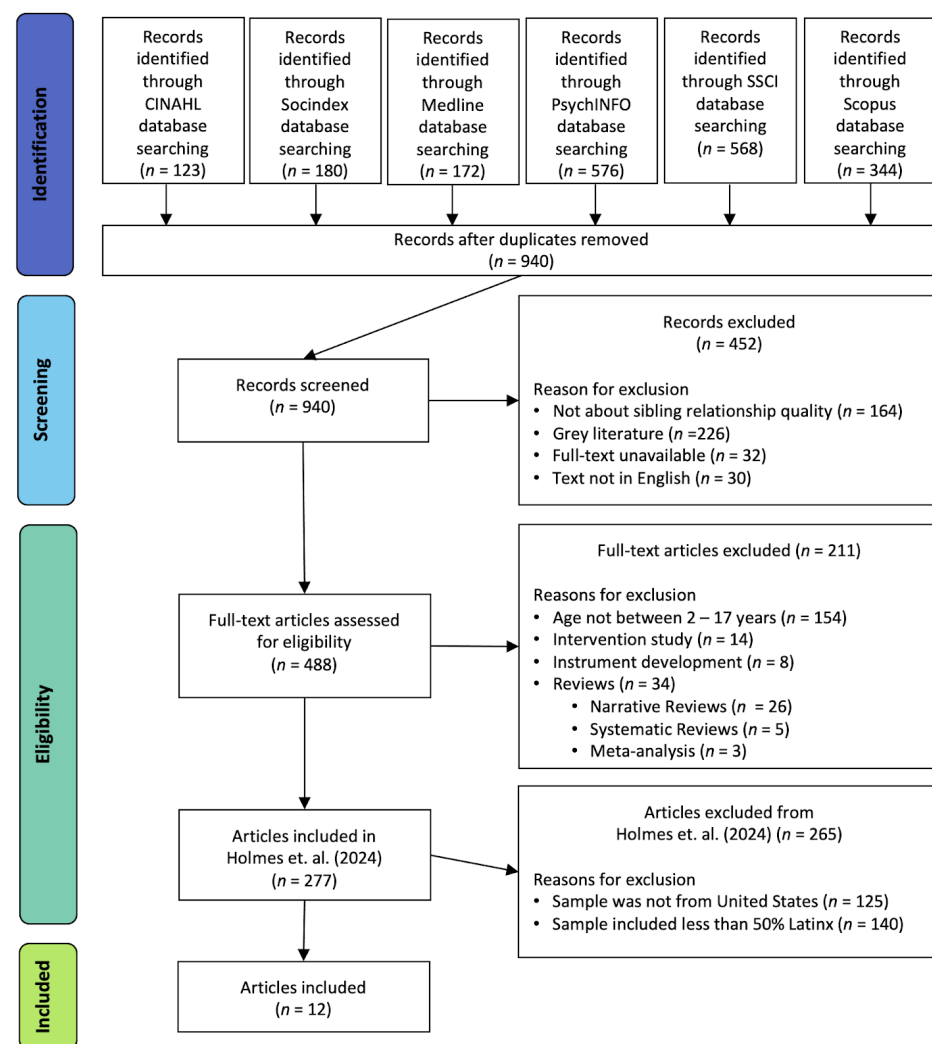 Identification
Records
identified
through
CINAHL
database
searching
(n = 123)
Records
identified
through
Socindex
database
searching
(n = 180)
Records
identified
through
Medline
database
searching
(n = 172)
Records
identified
through
PsychINFO
database
searching
(n = 576)
Records
identified
through SSCI
database
searching
(n = 568)
Records
identified
through
Scopus
database
searching
(n = 344)
Records after duplicates removed
(n = 940)
Screening
Records screened
(n = 940)
Records excluded
(n = 452)
Reason for exclusion
• Not about sibling relationship quality (n = 164)
• Grey literature (n =226)
• Full-text unavailable (n = 32)
• Text not in English (n = 30)
Eligibility
Full-text articles assessed
for eligibility
(n = 488)
Full-text articles excluded (n = 211)
Reasons for exclusion
• Age not between 2 – 17 years (n = 154)
• Intervention study (n = 14)
• Instrument development (n = 8)
• Reviews (n = 34)
• Narrative Reviews (n = 26)
• Systematic Reviews (n = 5)
• Meta-analysis (n = 3)
Articles included in
Holmes et. al. (2024)
(n = 277)
Articles excluded from
Holmes et. al. (2024) (n = 265)
Reasons for exclusion
• Sample was not from United States (n = 125)
• Sample included less than 50% Latinx (n = 140)
Included
Articles included
(n = 12)